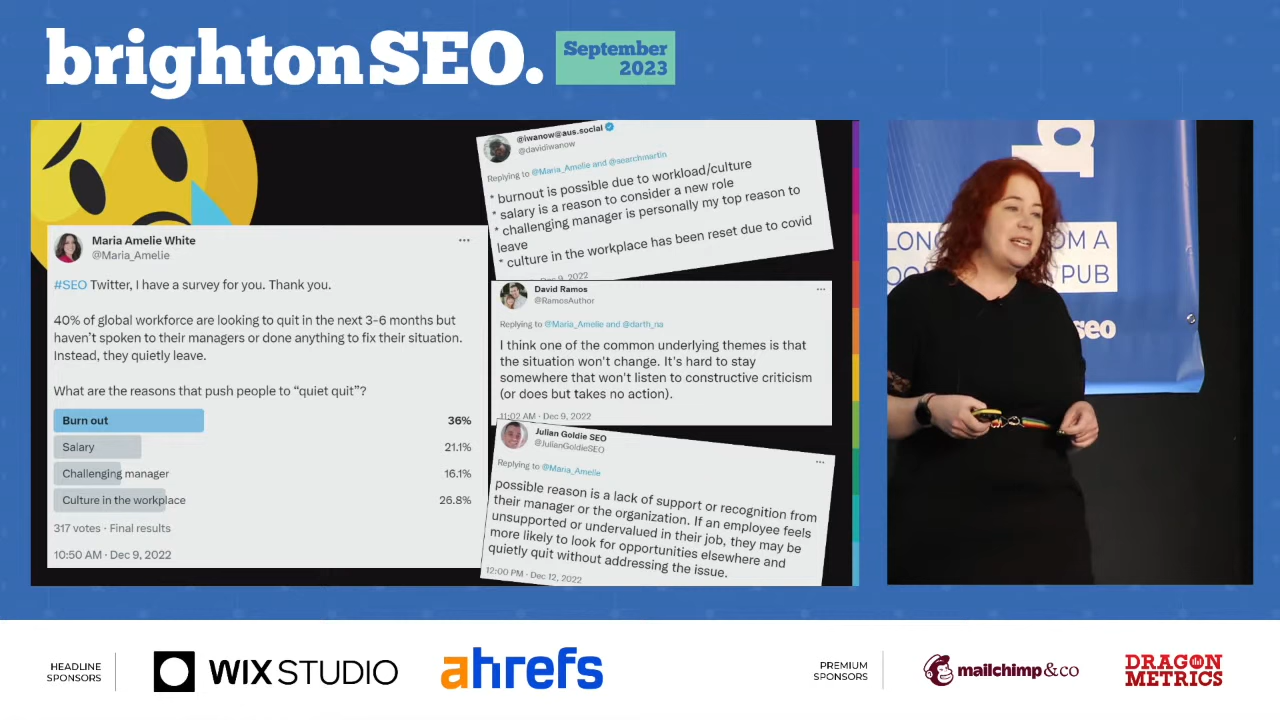 brightonSEO.
September
2023
Maria Amelie White
@Maria_Amelie
#SEO Twitter, I have a survey for you. Thank you.
40% of global workforce are looking to quit in the next 3-6 months but
haven't spoken to their managers or done anything to fix their situation.
Instead, they quietly leave.
What are the reasons that push people to “quiet quit”?
Burn out 36%
Salary 21.1%
Challenging manager 16.1%
Culture in the workplace 26.8%
317 votes · Final results
10:50 AM · Dec 9, 2022
@iwanow@aus.social
@davidiwanow
Replying to @Maria_Amelie and @searchmartin
* burnout is possible due to workload/culture
* salary is a reason to consider a new role
* challenging manager is personally my top reason to
leave
* culture in the workplace has been reset due to covid
Dec 9, 2022
David Ramos
@RamosAuthor
Replying to @Maria_Amelie and @darth_na
I think one of the common underlying themes is that
the situation won't change. It's hard to stay
somewhere that won't listen to constructive criticism
(or does but takes no action).
11:02 AM · Dec 9, 2022
Julian Goldie SEO
@JulianGoldieSEO
Replying to @Maria_Amelie
possible reason is a lack of support or recognition from
their manager or the organization. If an employee feels
unsupported or undervalued in their job, they may be
more likely to look for opportunities elsewhere and
quietly quit without addressing the issue.
12:00 PM · Dec 12, 2022
LONG
OM A
PUB
seo
HEADLINE
SPONSORS
WIX STUDIO
ahrefs
PREMIUM
SPONSORS
mailchimp&co
DRAGON
METRICS